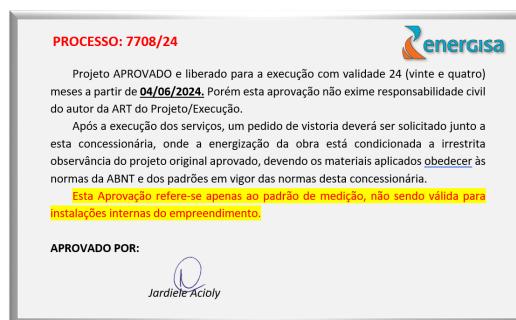 PROCESSO: 7708/24
energisa
Projeto APROVADO e liberado para a execução com validade 24 (vinte e quatro)
meses a partir de 04/06/2024. Porém esta aprovação não exime responsabilidade civil
do autor da ART do Projeto/Execução.
Após a execução dos serviços, um pedido de vistoria deverá ser solicitado junto a
esta concessionária, onde a energização da obra está condicionada a irrestrita
observância do projeto original aprovado, devendo os materiais aplicados obedecer às
normas da ABNT e dos padrões em vigor das normas desta concessionária.
Esta Aprovação refere-se apenas ao padrão de medição, não sendo válida para
instalações internas do empreendimento.
APROVADO POR:
Jardiele Acioly